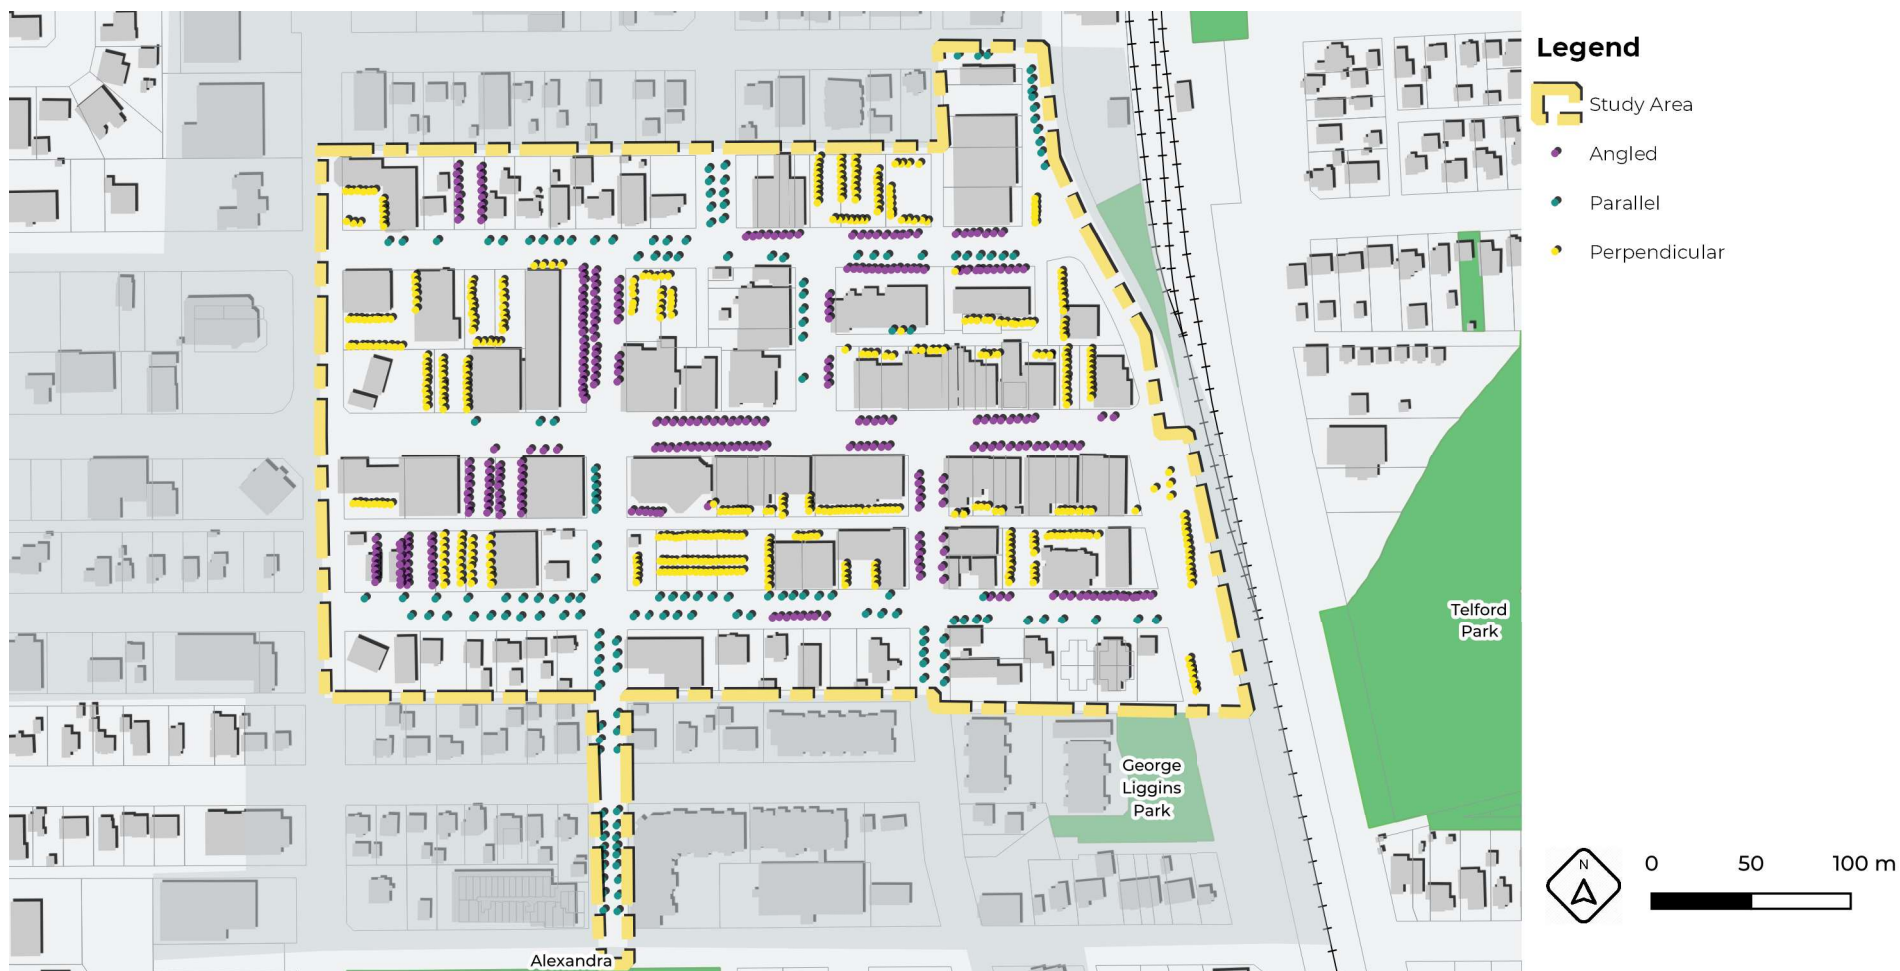 Legend
Study Area
Angled
Parallel
Perpendicular
Telford
Park
George
Liggins
Park
N
0 50 100 m
Alexandra